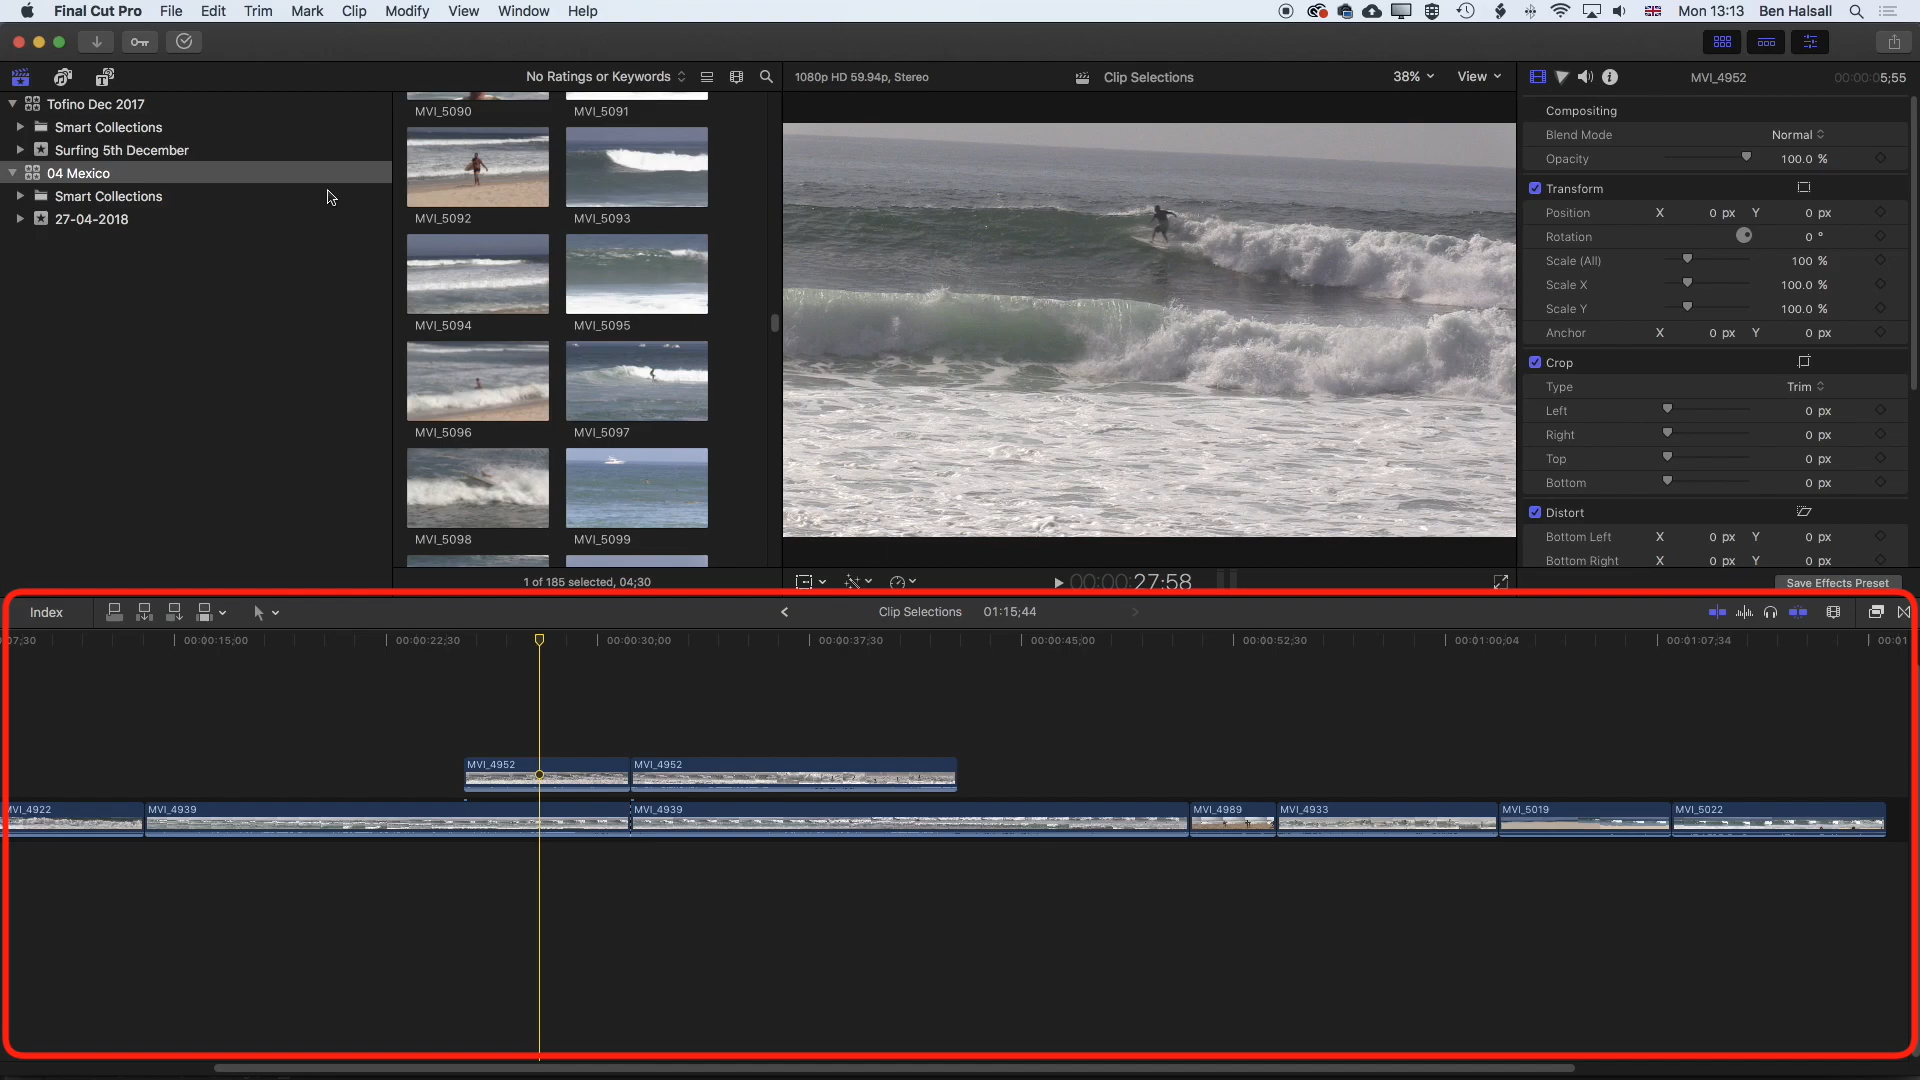 Final Cut Pro File Edit Trim Mark Clip Modify View Window Help Mon 13:13 Ben Halsall
No Ratings or Keywords 1080p HD 59.94p, Stereo Clip Selections 38% View MVI_4952 00:00:05;55
Tofino Dec 2017
Smart Collections
Surfing 5th December
04 Mexico
Smart Collections
27-04-2018
MVI_5090 MVI_5091
MVI_5092 MVI_5093
MVI_5094 MVI_5095
MVI_5096 MVI_5097
MVI_5098 MVI_5099
1 of 185 selected, 04;30
00:00:27:58
Compositing
Blend Mode Normal
Opacity 100.0 %
Transform
Position X 0 px Y 0 px
Rotation 0 °
Scale (All) 100 %
Scale X 100.0 %
Scale Y 100.0 %
Anchor X 0 px Y 0 px
Crop
Type Trim
Left 0 px
Right 0 px
Top 0 px
Bottom 0 px
Distort
Bottom Left X 0 px Y 0 px
Bottom Right X 0 px Y 0 px
Save Effects Preset
Index Clip Selections 01:15;44
07;30 00:00:15;00 00:00:22;30 00:00:30;00 00:00:37;30 00:00:45;00 00:00:52;30 00:01:00;04 00:01:07;34 00:01
MVI_4952 MVI_4952
MVI_4922 MVI_4939 MVI_4939 MVI_4989 MVI_4933 MVI_5019 MVI_5022